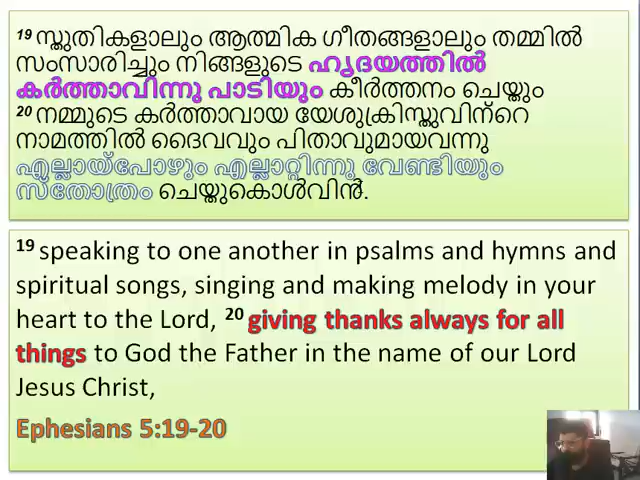 19 സ്തുതികളാലും ആത്മിക ഗീതങ്ങളാലും തമ്മിൽ
സംസാരിച്ചും നിങ്ങളുടെ ഹൃദയത്തിൽ
കർത്താവിന്നു പാടിയും കീർത്തനം ചെയ്തും
20 നമ്മുടെ കർത്താവായ യേശുക്രിസ്തുവിന്റെ
നാമത്തിൽ ദൈവവും പിതാവുമായവന്നു
എല്ലായ്പോഴും എല്ലാറ്റിന്നു വേണ്ടിയും
സ്തോത്രം ചെയ്തുകൊൾവിൻ.
19 speaking to one another in psalms and hymns and
spiritual songs, singing and making melody in your
heart to the Lord, 20 giving thanks always for all
things to God the Father in the name of our Lord
Jesus Christ,
Ephesians 5:19-20